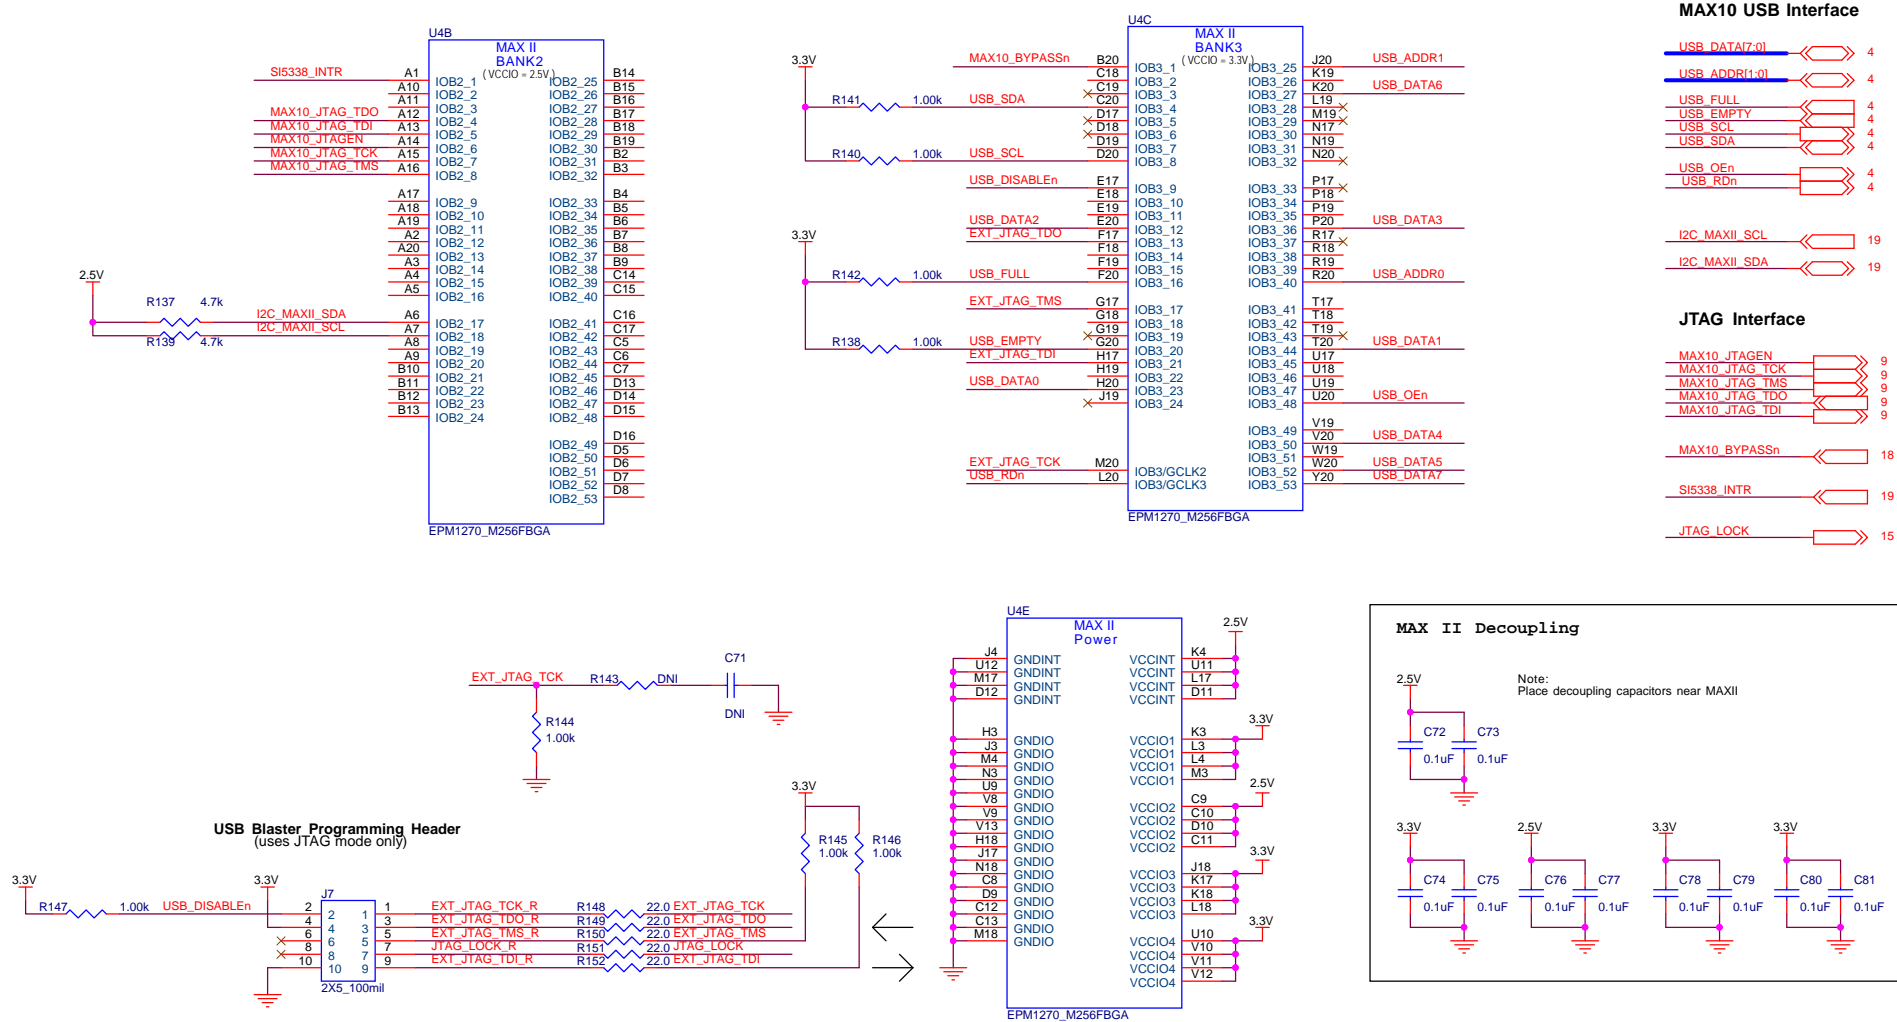 U4B
MAX II
BANK2
( VCCIO = 2.5V )
SI5338_INTR A1 IOB2_1 IOB2_25 B14
A10 IOB2_2 IOB2_26 B15
A11 IOB2_3 IOB2_27 B16
MAX10_JTAG_TDO A12 IOB2_4 IOB2_28 B17
MAX10_JTAG_TDI A13 IOB2_5 IOB2_29 B18
MAX10_JTAGEN A14 IOB2_6 IOB2_30 B19
MAX10_JTAG_TCK A15 IOB2_7 IOB2_31 B2
MAX10_JTAG_TMS A16 IOB2_8 IOB2_32 B3
A17 IOB2_9 IOB2_33 B4
A18 IOB2_10 IOB2_34 B5
A19 IOB2_11 IOB2_35 B6
A2 IOB2_12 IOB2_36 B7
A20 IOB2_13 IOB2_37 B8
A3 IOB2_14 IOB2_38 B9
A4 IOB2_15 IOB2_39 C14
A5 IOB2_16 IOB2_40 C15
2.5V
R137 4.7k I2C_MAXII_SDA A6 IOB2_17 IOB2_41 C16
R139 4.7k I2C_MAXII_SCL A7 IOB2_18 IOB2_42 C17
A8 IOB2_19 IOB2_43 C5
A9 IOB2_20 IOB2_44 C6
B10 IOB2_21 IOB2_45 C7
B11 IOB2_22 IOB2_46 D13
B12 IOB2_23 IOB2_47 D14
B13 IOB2_24 IOB2_48 D15
IOB2_49 D16
IOB2_50 D5
IOB2_51 D6
IOB2_52 D7
IOB2_53 D8
EPM1270_M256FBGA
U4C
MAX II
BANK3
( VCCIO = 3.3V )
3.3V
MAX10_BYPASSn B20 IOB3_1 IOB3_25 J20 USB_ADDR1
C18 IOB3_2 IOB3_26 K19
C19 IOB3_3 IOB3_27 K20 USB_DATA6
R141 1.00k USB_SDA C20 IOB3_4 IOB3_28 L19
D17 IOB3_5 IOB3_29 M19
D18 IOB3_6 IOB3_30 N17
D19 IOB3_7 IOB3_31 N19
R140 1.00k USB_SCL D20 IOB3_8 IOB3_32 N20
USB_DISABLEn E17 IOB3_9 IOB3_33 P17
E18 IOB3_10 IOB3_34 P18
E19 IOB3_11 IOB3_35 P19
USB_DATA2 E20 IOB3_12 IOB3_36 P20 USB_DATA3
3.3V
EXT_JTAG_TDO F17 IOB3_13 IOB3_37 R17
F18 IOB3_14 IOB3_38 R18
F19 IOB3_15 IOB3_39 R19
R142 1.00k USB_FULL F20 IOB3_16 IOB3_40 R20 USB_ADDR0
EXT_JTAG_TMS G17 IOB3_17 IOB3_41 T17
G18 IOB3_18 IOB3_42 T18
G19 IOB3_19 IOB3_43 T19
R138 1.00k USB_EMPTY G20 IOB3_20 IOB3_44 T20 USB_DATA1
EXT_JTAG_TDI H17 IOB3_21 IOB3_45 U17
H19 IOB3_22 IOB3_46 U18
USB_DATA0 H20 IOB3_23 IOB3_47 U19
J19 IOB3_24 IOB3_48 U20 USB_OEn
IOB3_49 V19
IOB3_50 V20 USB_DATA4
IOB3_51 W19
EXT_JTAG_TCK M20 IOB3/GCLK2 IOB3_52 W20 USB_DATA5
USB_RDn L20 IOB3/GCLK3 IOB3_53 Y20 USB_DATA7
EPM1270_M256FBGA
MAX10 USB Interface
USB_DATA[7:0] 4
USB_ADDR[1:0] 4
USB_FULL 4
USB_EMPTY 4
USB_SCL 4
USB_SDA 4
USB_OEn 4
USB_RDn 4
I2C_MAXII_SCL 19
I2C_MAXII_SDA 19
JTAG Interface
MAX10_JTAGEN 9
MAX10_JTAG_TCK 9
MAX10_JTAG_TMS 9
MAX10_JTAG_TDO 9
MAX10_JTAG_TDI 9
MAX10_BYPASSn 18
SI5338_INTR 19
JTAG_LOCK 15
EXT_JTAG_TCK R143 DNI C71
DNI
R144
1.00k
USB Blaster Programming Header
(uses JTAG mode only)
3.3V
R145
1.00k
R146
1.00k
3.3V
3.3V
J7
R147 1.00k USB_DISABLEn 2 2 1 1 EXT_JTAG_TCK_R R148 22.0 EXT_JTAG_TCK
4 4 3 3 EXT_JTAG_TDO_R R149 22.0 EXT_JTAG_TDO
6 6 5 5 EXT_JTAG_TMS_R R150 22.0 EXT_JTAG_TMS
8 8 7 7 JTAG_LOCK_R R151 22.0 JTAG_LOCK
10 10 9 9 EXT_JTAG_TDI_R R152 22.0 EXT_JTAG_TDI
2X5_100mil
U4E
MAX II
Power
2.5V
J4 GNDINT VCCINT K4
U12 GNDINT VCCINT U11
M17 GNDINT VCCINT L17
D12 GNDINT VCCINT D11
3.3V
H3 GNDIO VCCIO1 K3
J3 GNDIO VCCIO1 L3
M4 GNDIO VCCIO1 L4
N3 GNDIO VCCIO1 M3
U9 GNDIO
2.5V
V8 GNDIO VCCIO2 C9
V9 GNDIO VCCIO2 C10
V13 GNDIO VCCIO2 D10
H18 GNDIO VCCIO2 C11
J17 GNDIO
3.3V
N18 GNDIO VCCIO3 J18
C8 GNDIO VCCIO3 K17
D9 GNDIO VCCIO3 K18
C12 GNDIO VCCIO3 L18
C13 GNDIO
3.3V
M18 GNDIO VCCIO4 U10
VCCIO4 V10
VCCIO4 V11
VCCIO4 V12
EPM1270_M256FBGA
MAX II Decoupling
Note:
Place decoupling capacitors near MAXII
2.5V
C72 C73
0.1uF 0.1uF
3.3V 2.5V 3.3V 3.3V
C74 C75 C76 C77 C78 C79 C80 C81
0.1uF 0.1uF 0.1uF 0.1uF 0.1uF 0.1uF 0.1uF 0.1uF